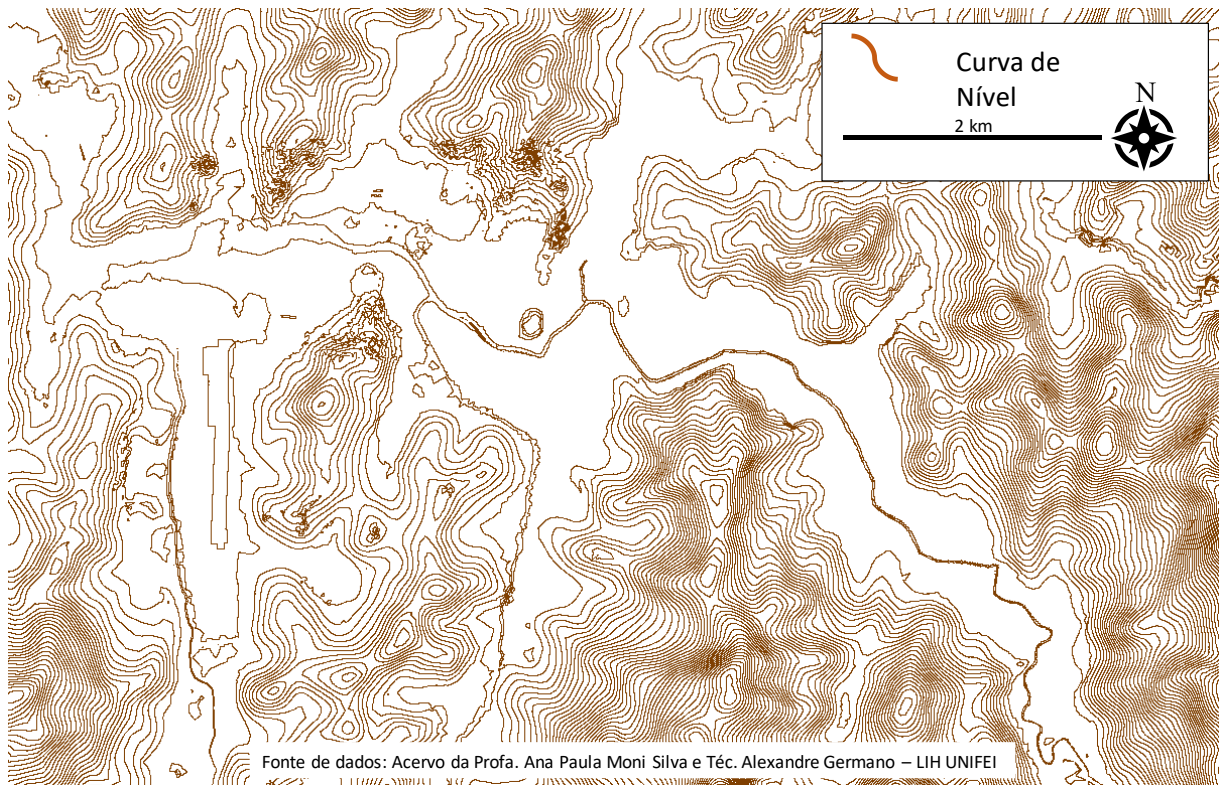 Curva de
Nível
2 km
N
Fonte de dados: Acervo da Profa. Ana Paula Moni Silva e Téc. Alexandre Germano – LIH UNIFEI